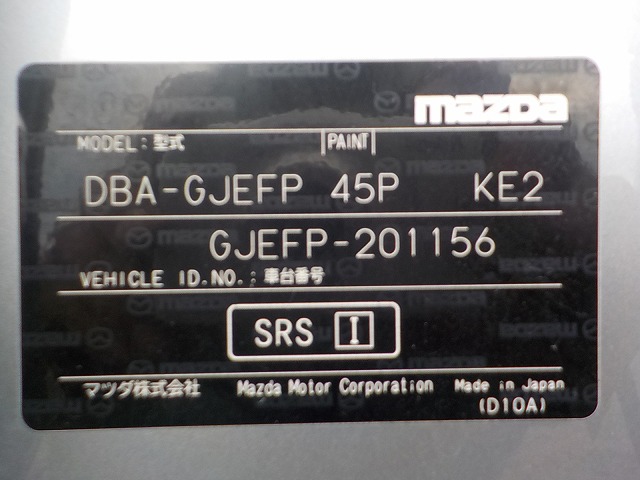 mazda
MODEL: 型式 PAINT
DBA-GJEFP 45P KE2
GJEFP-201156
VEHICLE ID.NO.: 車台番号
SRS I
マツダ株式会社 Mazda Motor Corporation Made in Japan
(D10A)